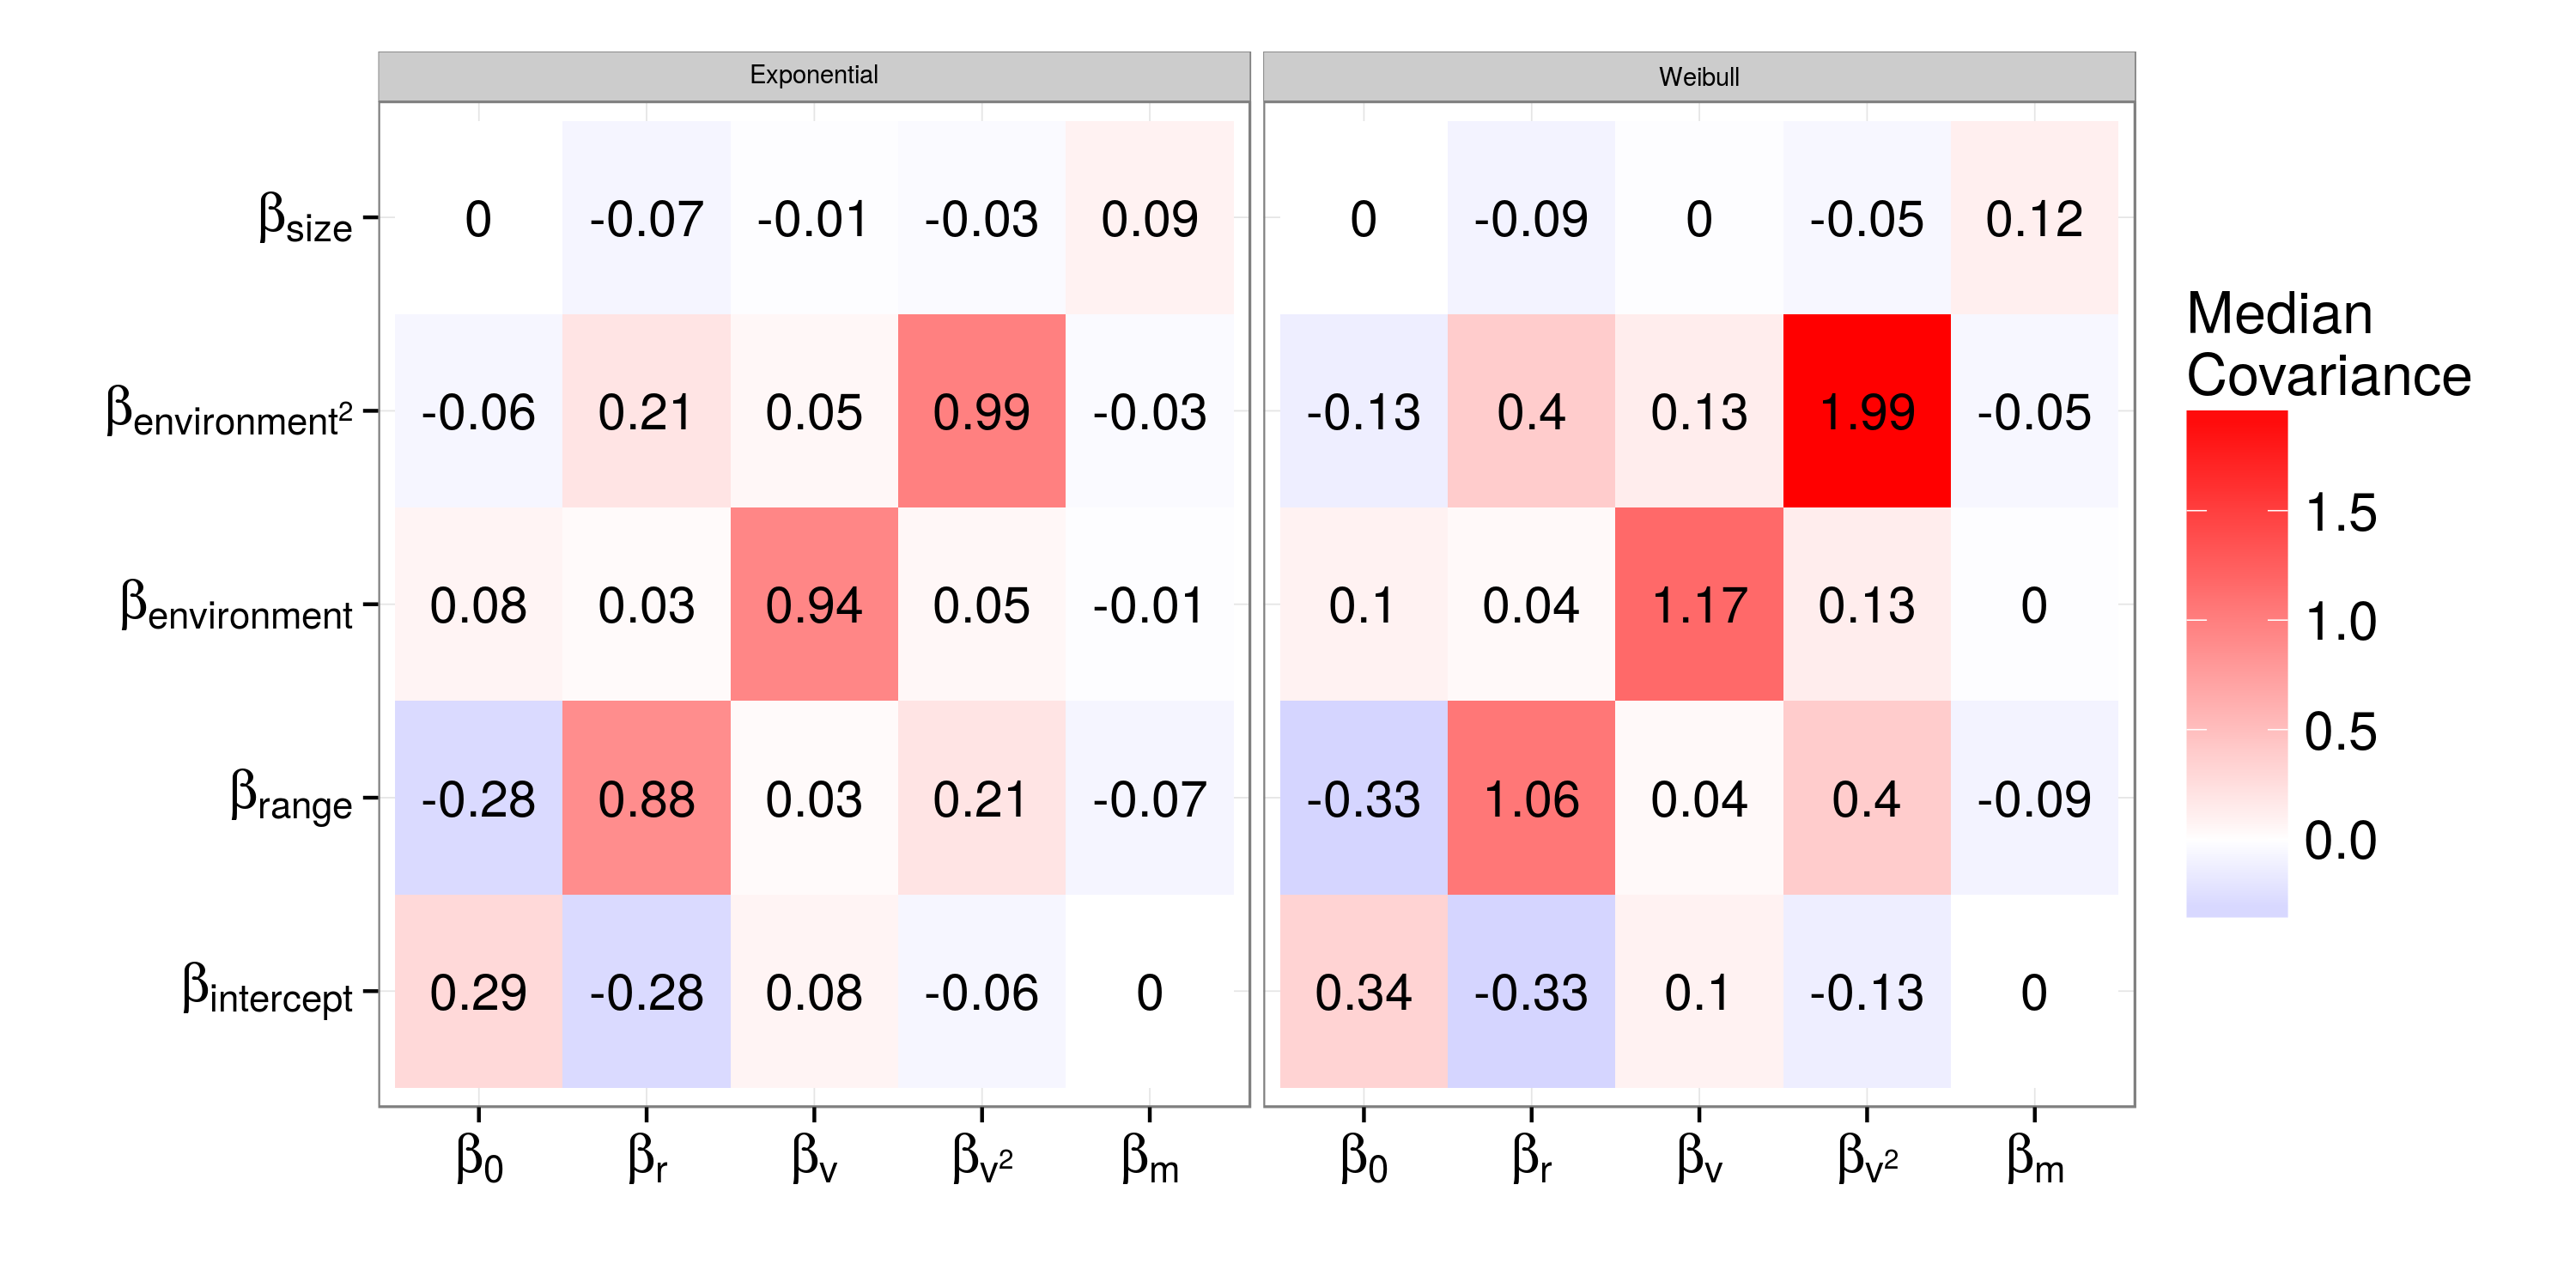 Exponential Weibull
βsize 0 -0.07 -0.01 -0.03 0.09 0 -0.09 0 -0.05 0.12
βenvironment² -0.06 0.21 0.05 0.99 -0.03 -0.13 0.4 0.13 1.99 -0.05
βenvironment 0.08 0.03 0.94 0.05 -0.01 0.1 0.04 1.17 0.13 0
βrange -0.28 0.88 0.03 0.21 -0.07 -0.33 1.06 0.04 0.4 -0.09
βintercept 0.29 -0.28 0.08 -0.06 0 0.34 -0.33 0.1 -0.13 0
β0 βr βv βv² βm β0 βr βv βv² βm
Median
Covariance
1.5
1.0
0.5
0.0